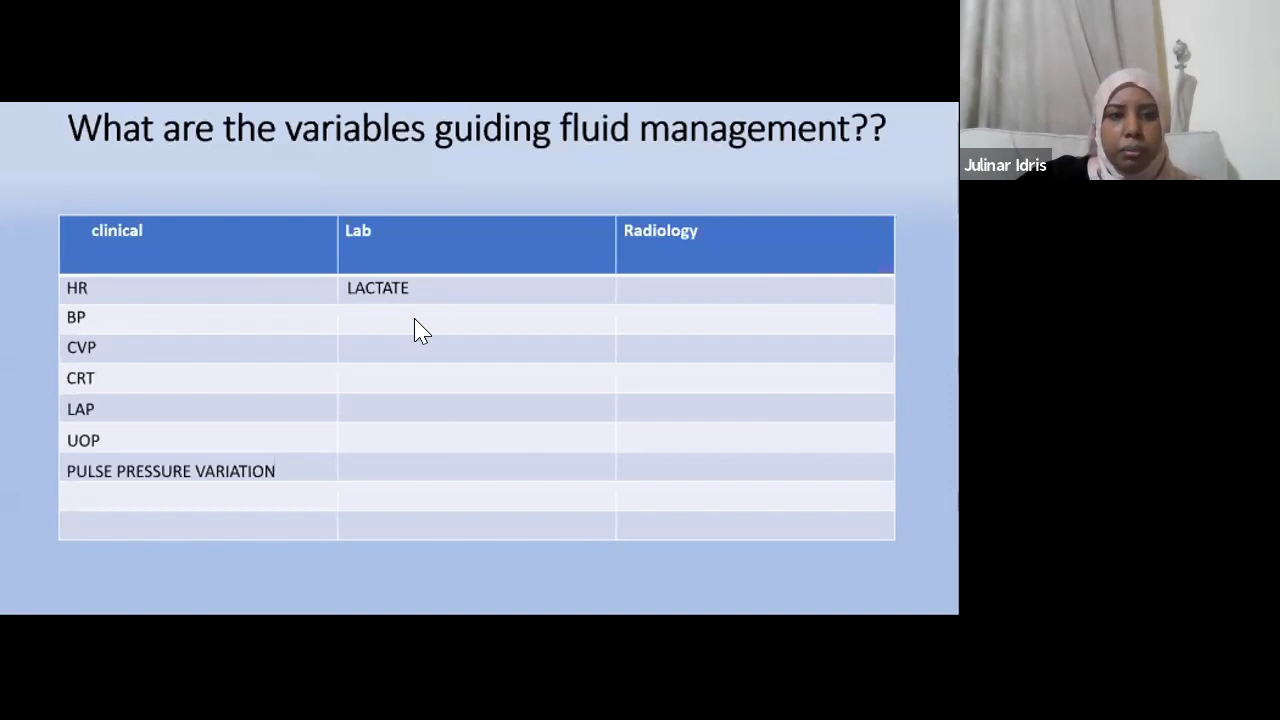 What are the variables guiding fluid management??
Julinar Idris
clinical Lab Radiology
HR LACTATE
BP
CVP
CRT
LAP
UOP
PULSE PRESSURE VARIATION